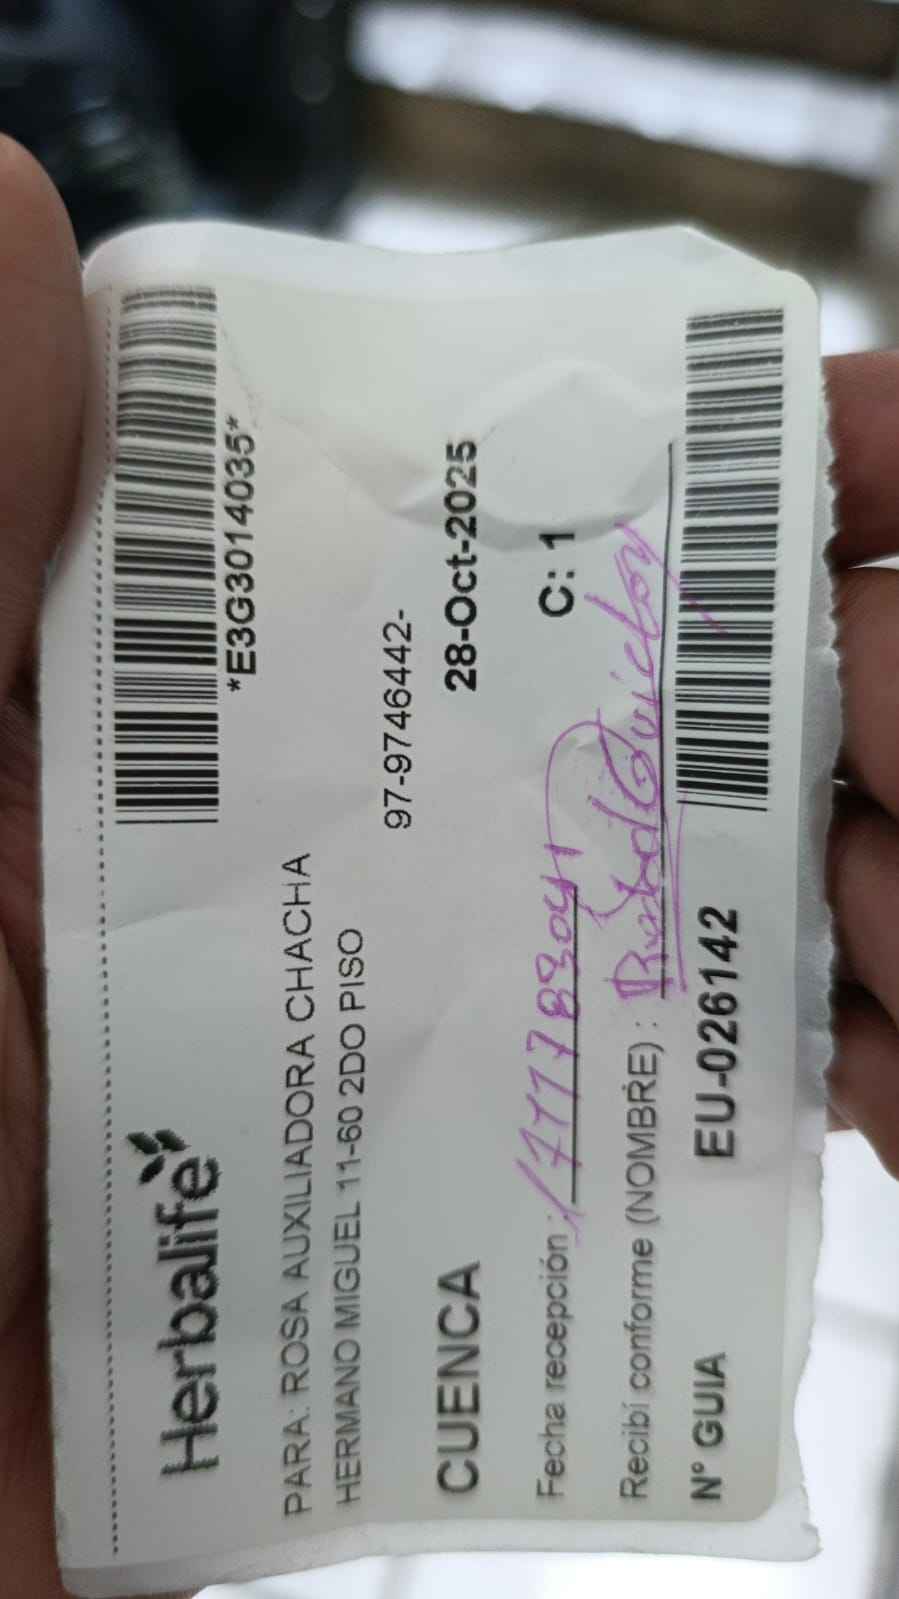 Herbalife
*E3G3014035*
PARA: ROSA AUXILIADORA CHACHA
HERMANO MIGUEL 11-60 2DO PISO
97-9746442-
CUENCA 28-Oct-2025
Fecha recepción : C: 1
Recibí conforme (NOMBRE) :
N° GUIA EU-026142